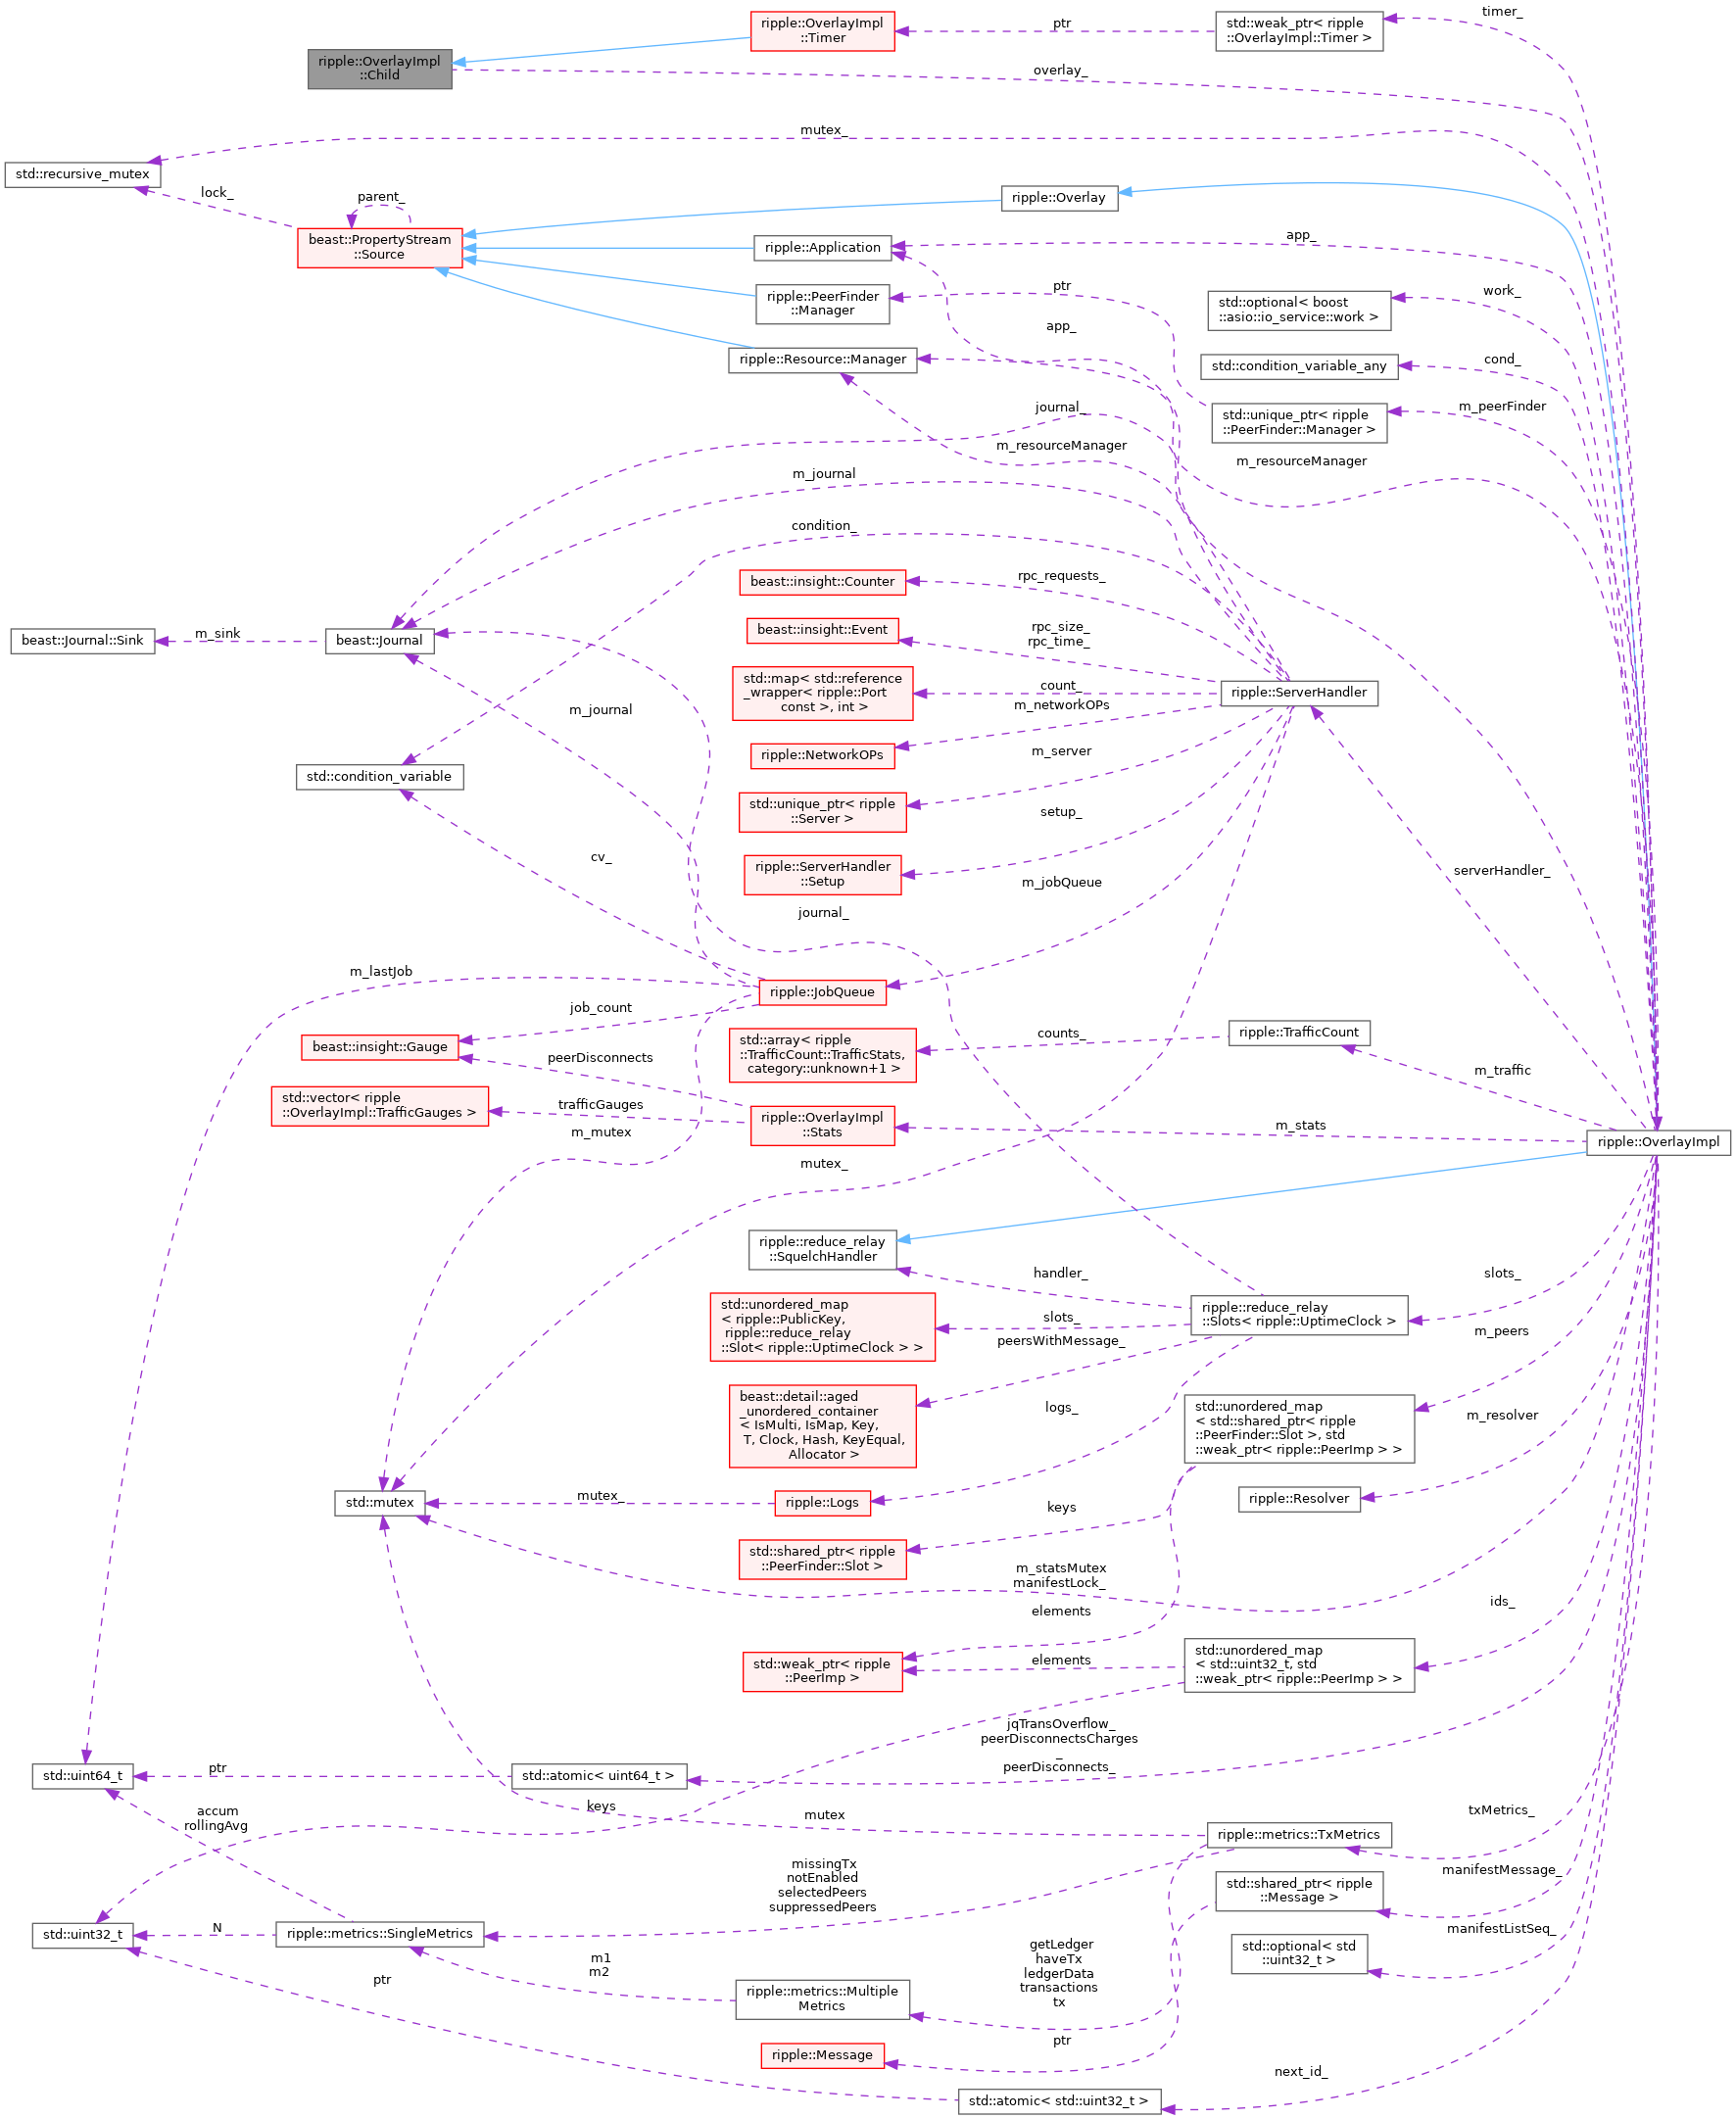 ripple::OverlayImpl
::Timer
std::weak_ptr< ripple
::OverlayImpl::Timer >
timer_
ptr
ripple::OverlayImpl
::Child
overlay_
mutex_
std::recursive_mutex
lock_
parent_
ripple::Overlay
beast::PropertyStream
::Source
ripple::Application
app_
ripple::PeerFinder
::Manager
ptr
std::optional< boost
::asio::io_service::work >
work_
app_
ripple::Resource::Manager
std::condition_variable_any
cond_
std::unique_ptr< ripple
::PeerFinder::Manager >
m_peerFinder
journal_
m_resourceManager
m_resourceManager
m_journal
condition_
beast::insight::Counter
rpc_requests_
beast::Journal::Sink
m_sink
beast::Journal
beast::insight::Event
rpc_size_
rpc_time_
std::map< std::reference
_wrapper< ripple::Port
const >, int >
count_
ripple::ServerHandler
m_networkOPs
m_journal
ripple::NetworkOPs
m_server
std::condition_variable
std::unique_ptr< ripple
::Server >
setup_
cv_
ripple::ServerHandler
::Setup
m_jobQueue
serverHandler_
journal_
m_lastJob
ripple::JobQueue
job_count
beast::insight::Gauge
std::array< ripple
::TrafficCount::TrafficStats,
category::unknown+1 >
counts_
ripple::TrafficCount
peerDisconnects
m_traffic
std::vector< ripple
::OverlayImpl::TrafficGauges >
trafficGauges
ripple::OverlayImpl
::Stats
m_stats
ripple::OverlayImpl
m_mutex
mutex_
ripple::reduce_relay
::SquelchHandler
handler_
slots_
std::unordered_map
< ripple::PublicKey,
ripple::reduce_relay
::Slot< ripple::UptimeClock > >
slots_
ripple::reduce_relay
::Slots< ripple::UptimeClock >
peersWithMessage_
m_peers
beast::detail::aged
_unordered_container
< IsMulti, IsMap, Key,
T, Clock, Hash, KeyEqual,
Allocator >
logs_
std::unordered_map
< std::shared_ptr< ripple
::PeerFinder::Slot >, std
::weak_ptr< ripple::PeerImp > >
m_resolver
std::mutex
mutex_
ripple::Logs
ripple::Resolver
keys
std::shared_ptr< ripple
::PeerFinder::Slot >
m_statsMutex
manifestLock_
elements
ids_
std::weak_ptr< ripple
::PeerImp >
elements
std::unordered_map
< std::uint32_t, std
::weak_ptr< ripple::PeerImp > >
jqTransOverflow_
peerDisconnectsCharges
_
peerDisconnects_
std::uint64_t
ptr
std::atomic< uint64_t >
accum
rollingAvg
keys
mutex
txMetrics_
ripple::metrics::TxMetrics
missingTx
notEnabled
selectedPeers
suppressedPeers
manifestMessage_
std::shared_ptr< ripple
::Message >
std::uint32_t
N
ripple::metrics::SingleMetrics
manifestListSeq_
std::optional< std
::uint32_t >
getLedger
haveTx
ledgerData
transactions
tx
m1
m2
ptr
ripple::metrics::Multiple
Metrics
ptr
ripple::Message
next_id_
std::atomic< std::uint32_t >